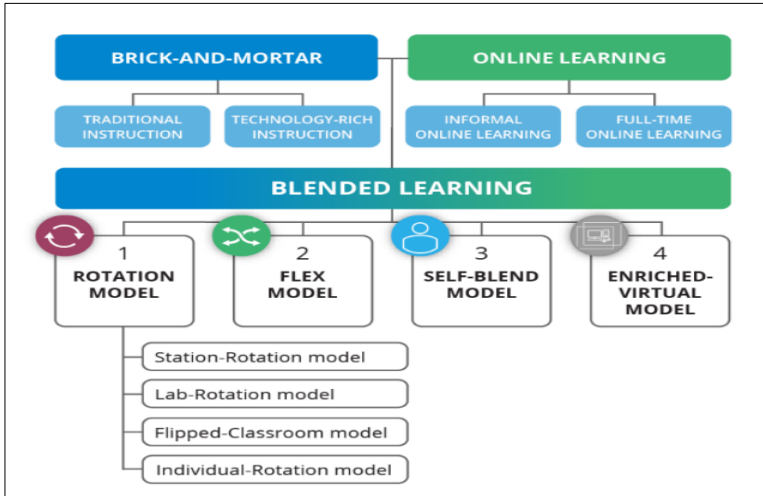 BRICK-AND-MORTAR
ONLINE LEARNING
TRADITIONAL
INSTRUCTION
TECHNOLOGY-RICH
INSTRUCTION
INFORMAL
ONLINE LEARNING
FULL-TIME
ONLINE LEARNING
BLENDED LEARNING
1
ROTATION
MODEL
2
FLEX
MODEL
3
SELF-BLEND
MODEL
4
ENRICHED-
VIRTUAL
MODEL
Station-Rotation model
Lab-Rotation model
Flipped-Classroom model
Individual-Rotation model